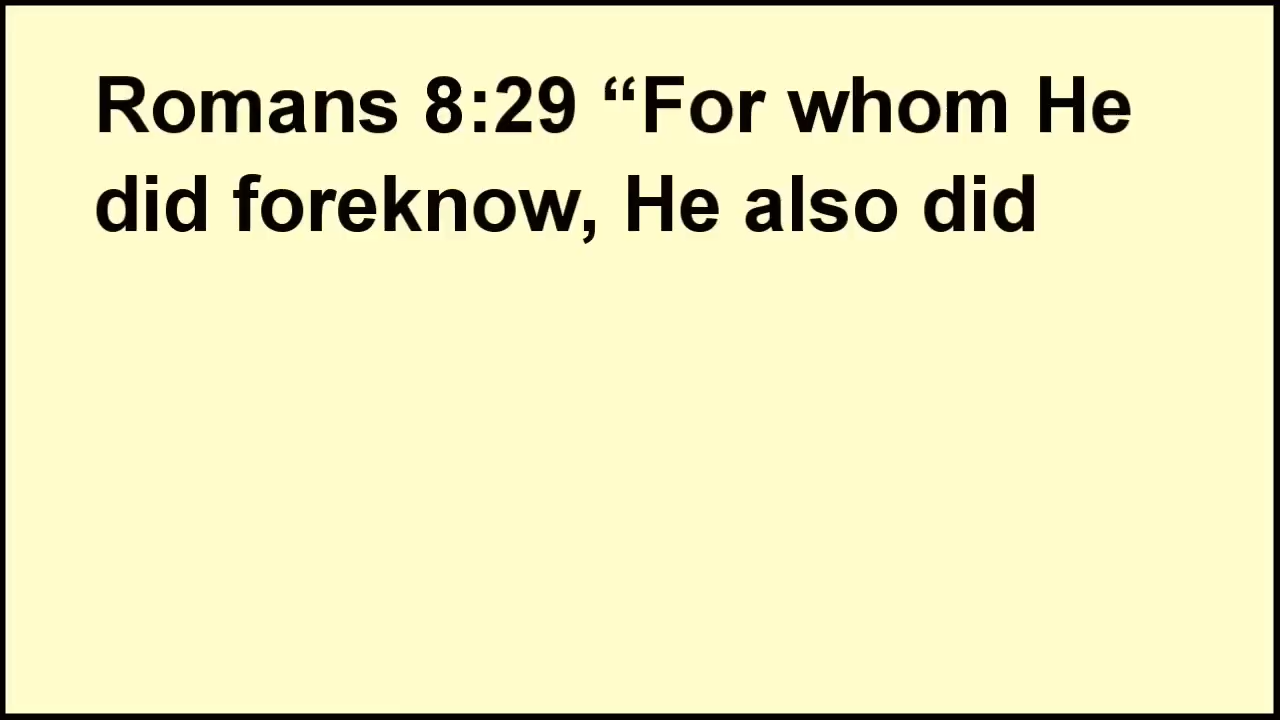 Romans 8:29 “For whom He
did foreknow, He also did